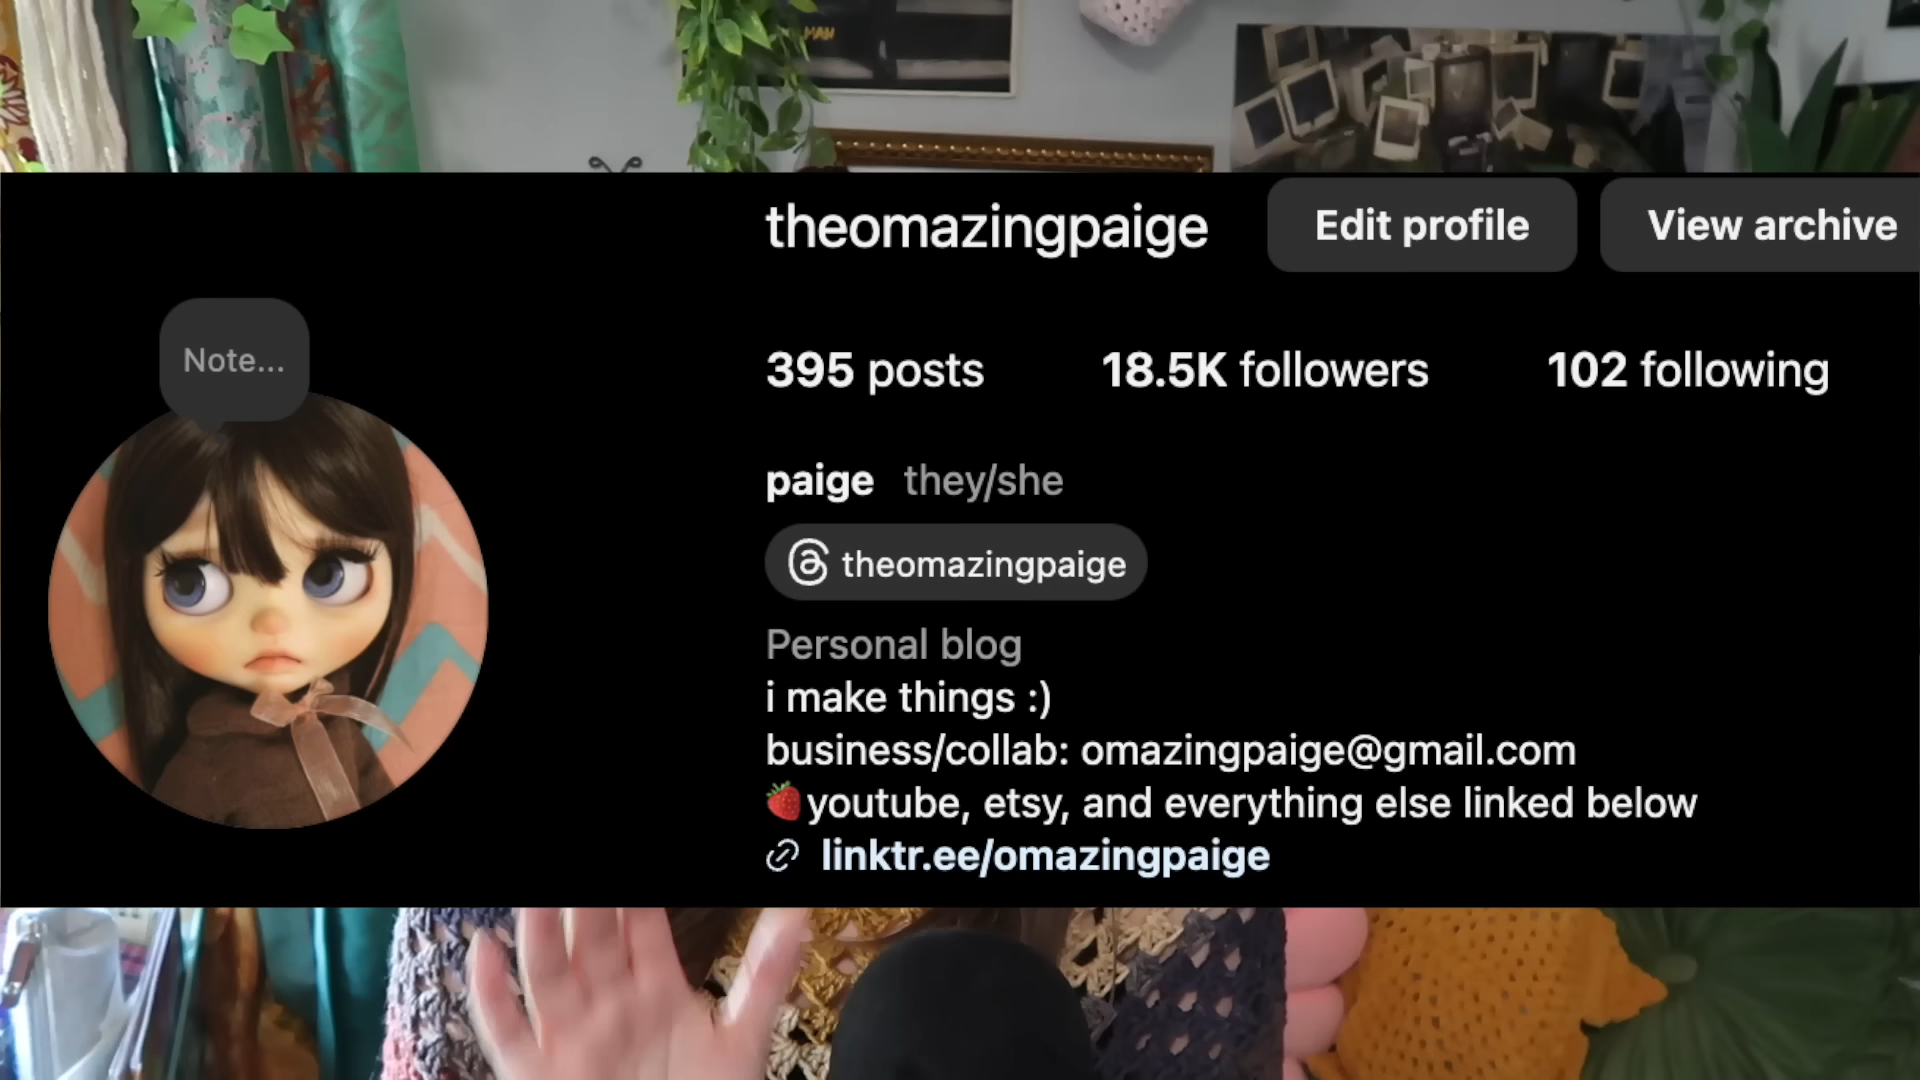 MAN
theomazingpaige Edit profile View archive
Note...
395 posts 18.5K followers 102 following
paige they/she
theomazingpaige
Personal blog
i make things :)
business/collab: omazingpaige@gmail.com
🍓youtube, etsy, and everything else linked below
linktr.ee/omazingpaige